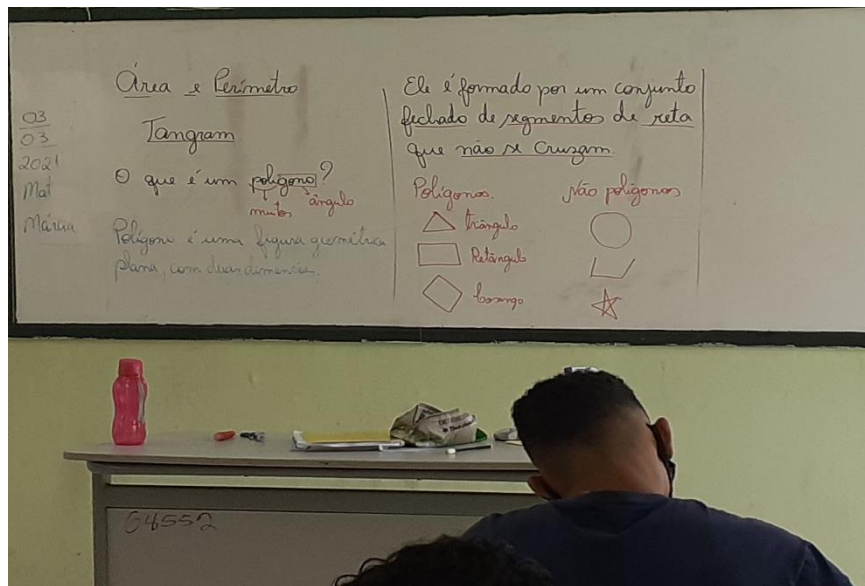 03
03
2021
Mat
Márcia
Área e Perímetro
Tangram
O que é um polígono?
muitos ângulo
Polígono é uma figura geométrica
plana, com duas dimensões.
Ele é formado por um conjunto
fechado de segmentos de reta
que não se cruzam.
Polígonos. Não polígonos
triângulo
Retângulo
Losango
64552